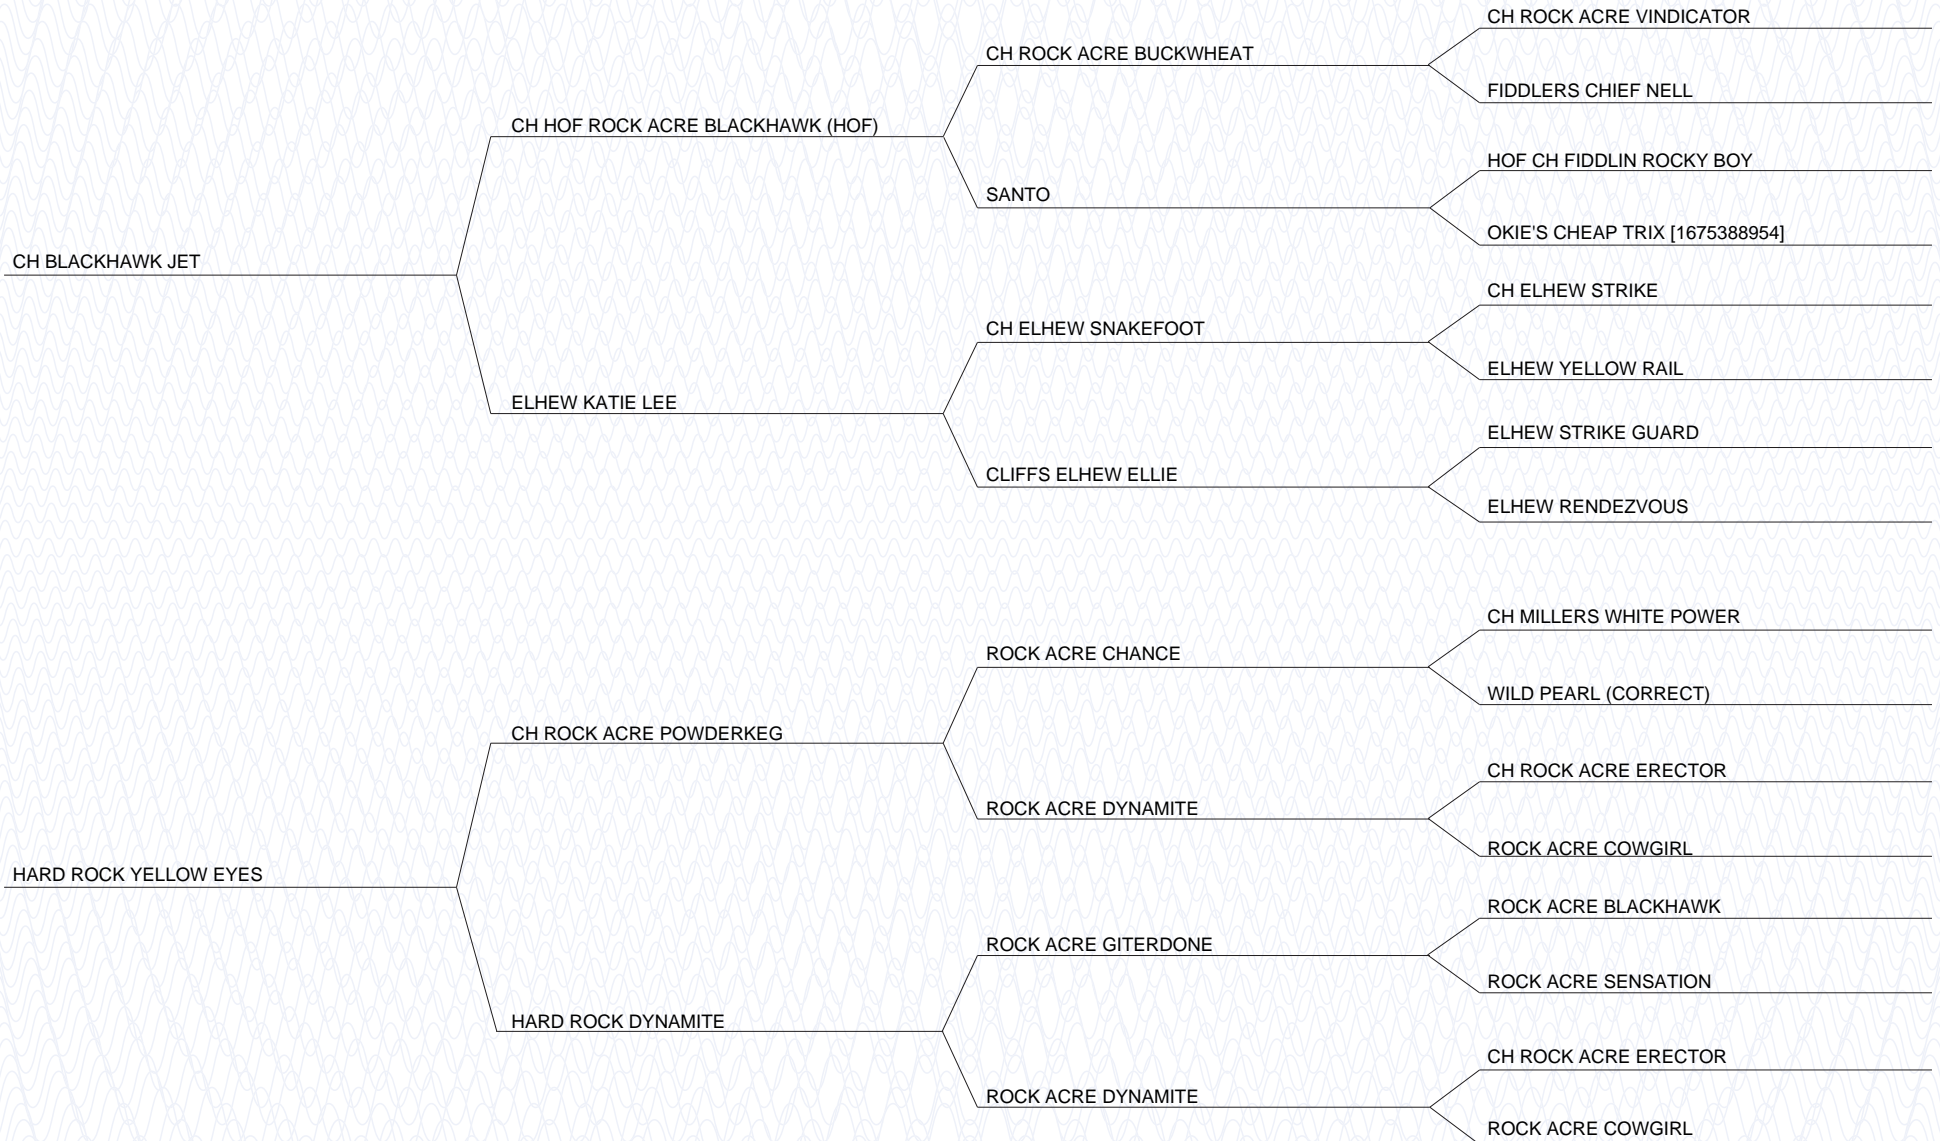 CH ROCK ACRE VINDICATOR
CH ROCK ACRE BUCKWHEAT
FIDDLERS CHIEF NELL
CH HOF ROCK ACRE BLACKHAWK (HOF)
HOF CH FIDDLIN ROCKY BOY
SANTO
OKIE'S CHEAP TRIX [1675388954]
CH BLACKHAWK JET
CH ELHEW STRIKE
CH ELHEW SNAKEFOOT
ELHEW YELLOW RAIL
ELHEW KATIE LEE
ELHEW STRIKE GUARD
CLIFFS ELHEW ELLIE
ELHEW RENDEZVOUS
CH MILLERS WHITE POWER
ROCK ACRE CHANCE
WILD PEARL (CORRECT)
CH ROCK ACRE POWDERKEG
CH ROCK ACRE ERECTOR
ROCK ACRE DYNAMITE
ROCK ACRE COWGIRL
HARD ROCK YELLOW EYES
ROCK ACRE BLACKHAWK
ROCK ACRE GITERDONE
ROCK ACRE SENSATION
HARD ROCK DYNAMITE
CH ROCK ACRE ERECTOR
ROCK ACRE DYNAMITE
ROCK ACRE COWGIRL